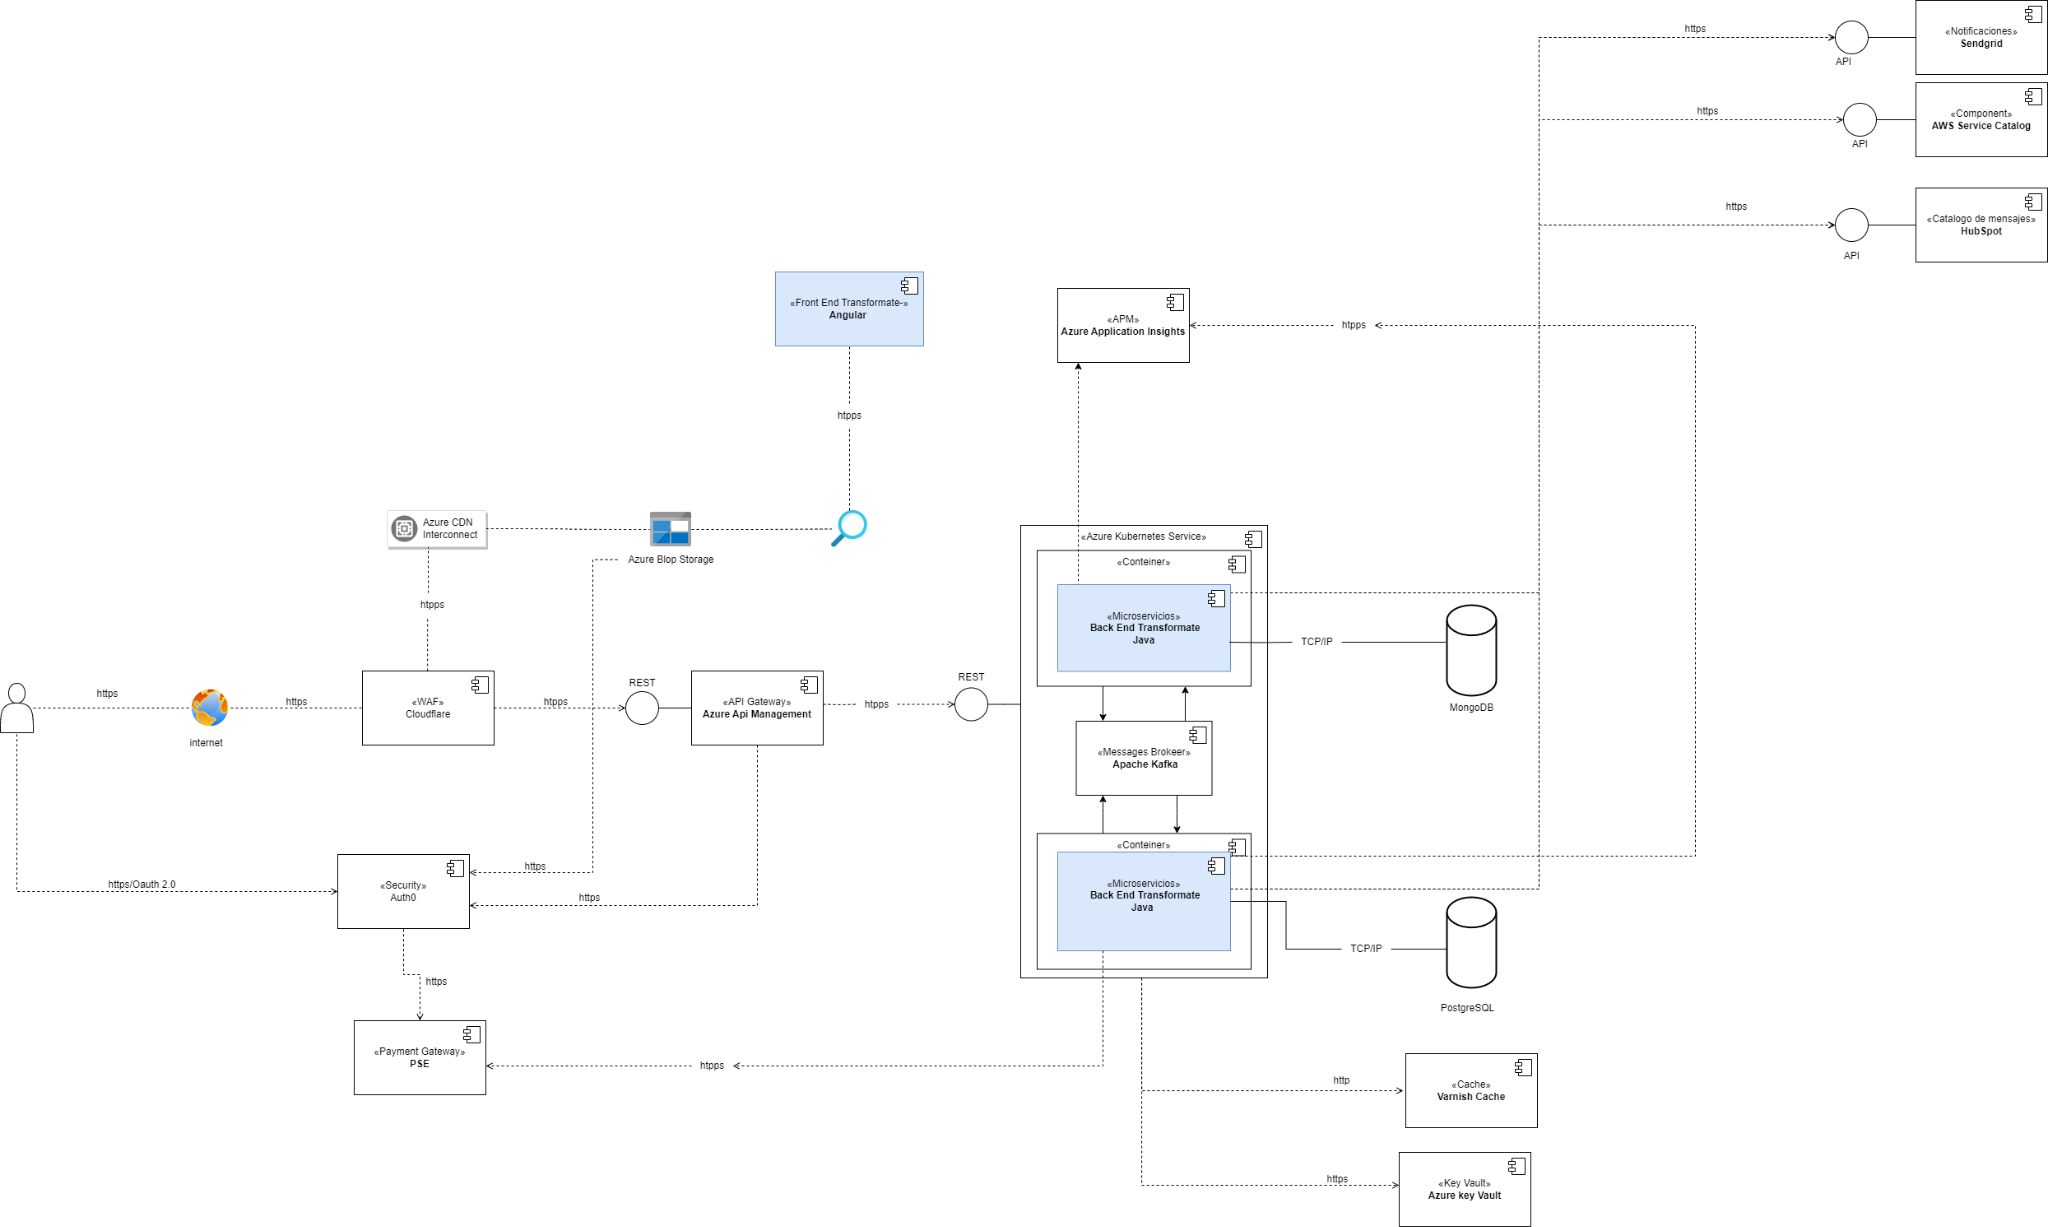 https
«Notificaciones»
Sendgrid
API
https
«Component»
AWS Service Catalog
API
https
«Catalogo de mensajes»
HubSpot
API
«Front End Transformate-»
Angular
«APM»
Azure Application Insights
htpps
htpps
Azure CDN
Interconnect
Azure Blop Storage
htpps
«Azure Kubernetes Service»
«Conteiner»
«Microservicios»
Back End Transformate
Java
TCP/IP
MongoDB
https
internet
https
«WAF»
Cloudflare
htpps
REST
«API Gateway»
Azure Api Management
htpps
REST
«Messages Brokeer»
Apache Kafka
«Conteiner»
«Microservicios»
Back End Transformate
Java
TCP/IP
PostgreSQL
https/Oauth 2.0
«Security»
Auth0
https
https
https
«Payment Gateway»
PSE
htpps
http
«Cache»
Varnish Cache
https
«Key Vault»
Azure key Vault